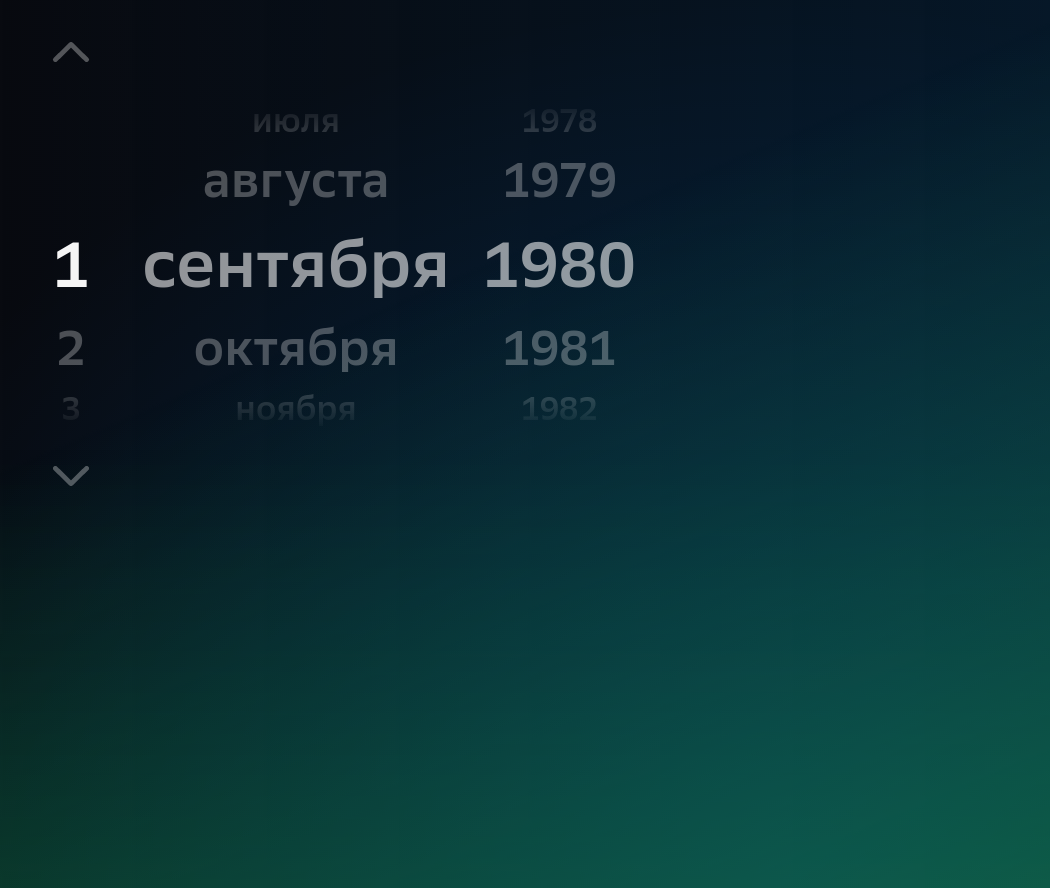 июля 1978
августа 1979
1 сентября 1980
2 октября 1981
3 ноября 1982